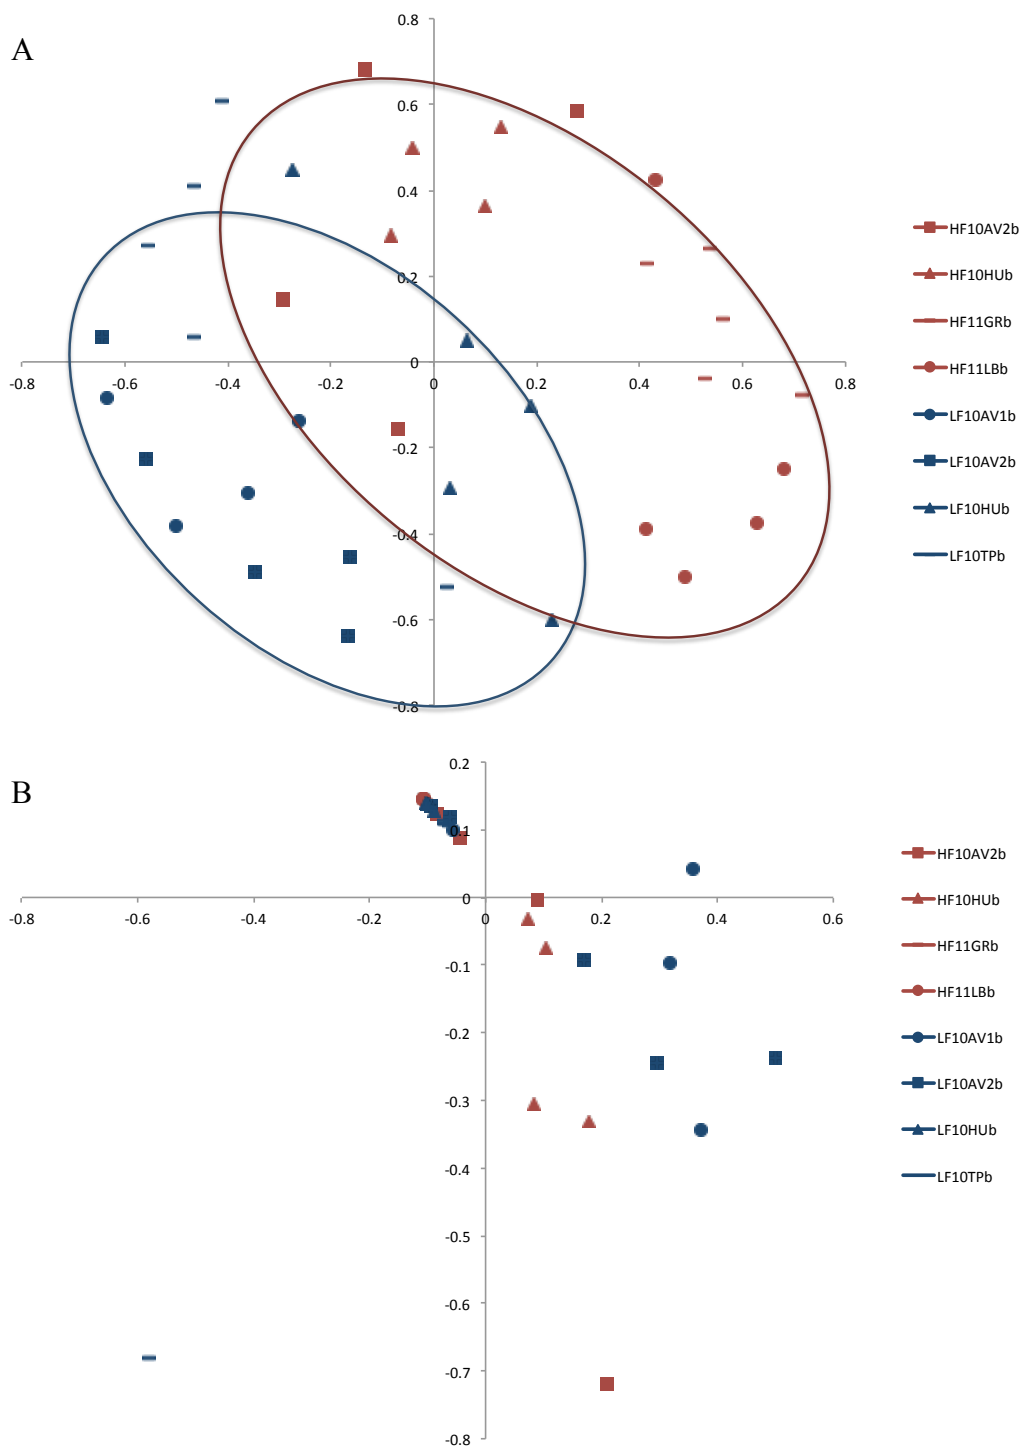 A
0.8
0.6
0.4
0.2
0
-0.8 -0.6 -0.4 -0.2 0 0.2 0.4 0.6 0.8
-0.2
-0.4
-0.6
-0.8
HF10AV2b
HF10HUb
HF11GRb
HF11LBb
LF10AV1b
LF10AV2b
LF10HUb
LF10TPb
B
0.2
0.1
0
-0.8 -0.6 -0.4 -0.2 0 0.2 0.4 0.6
-0.1
-0.2
-0.3
-0.4
-0.5
-0.6
-0.7
-0.8
HF10AV2b
HF10HUb
HF11GRb
HF11LBb
LF10AV1b
LF10AV2b
LF10HUb
LF10TPb